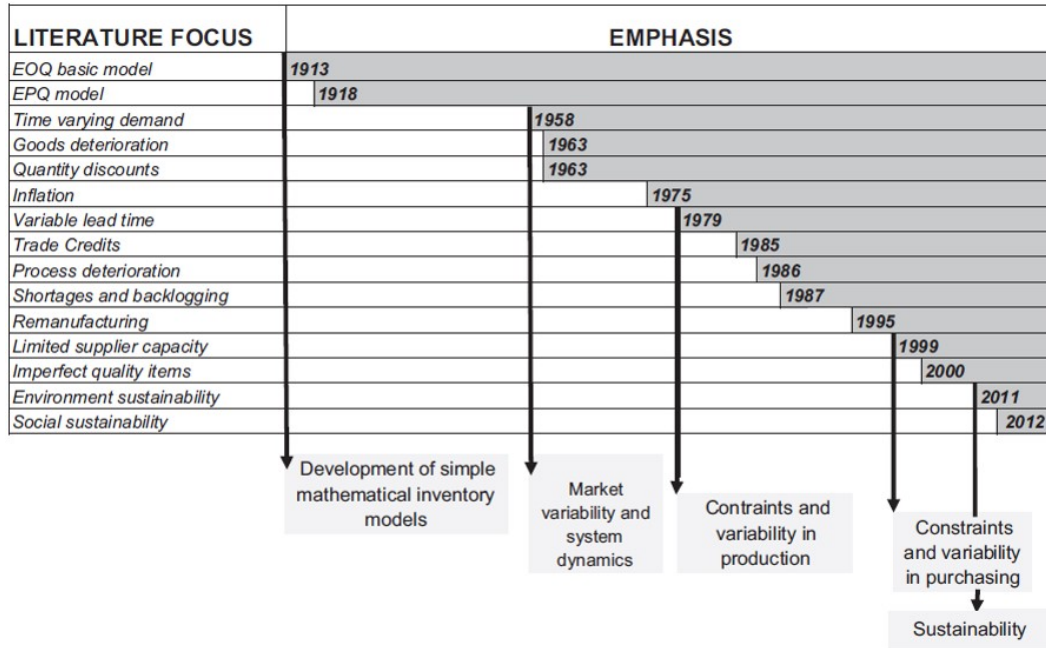 LITERATURE FOCUS EMPHASIS
EOQ basic model 1913
EPQ model 1918
Time varying demand 1958
Goods deterioration 1963
Quantity discounts 1963
Inflation 1975
Variable lead time 1979
Trade Credits 1985
Process deterioration 1986
Shortages and backlogging 1987
Remanufacturing 1995
Limited supplier capacity 1999
Imperfect quality items 2000
Environment sustainability 2011
Social sustainability 2012
Development of simple
mathematical inventory
models
Market
variability and
system
dynamics
Contraints and
variability in
production
Constraints
and variability
in purchasing
Sustainability